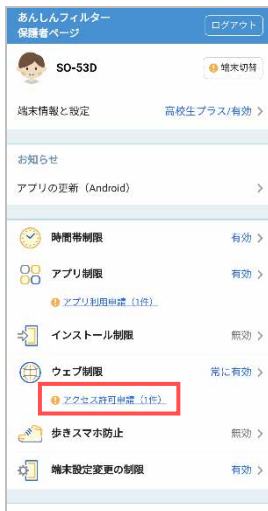 あんしんフィルター
保護者ページ
ログアウト
SO-53D
端末切替
端末情報と設定
高校生プラス/有効
お知らせ
アプリの更新（Android）
時間帯制限
有効
アプリ制限
有効
アプリ利用申請（1件）
インストール制限
無効
ウェブ制限
常に有効
アクセス許可申請（1件）
歩きスマホ防止
無効
端末設定変更の制限
有効